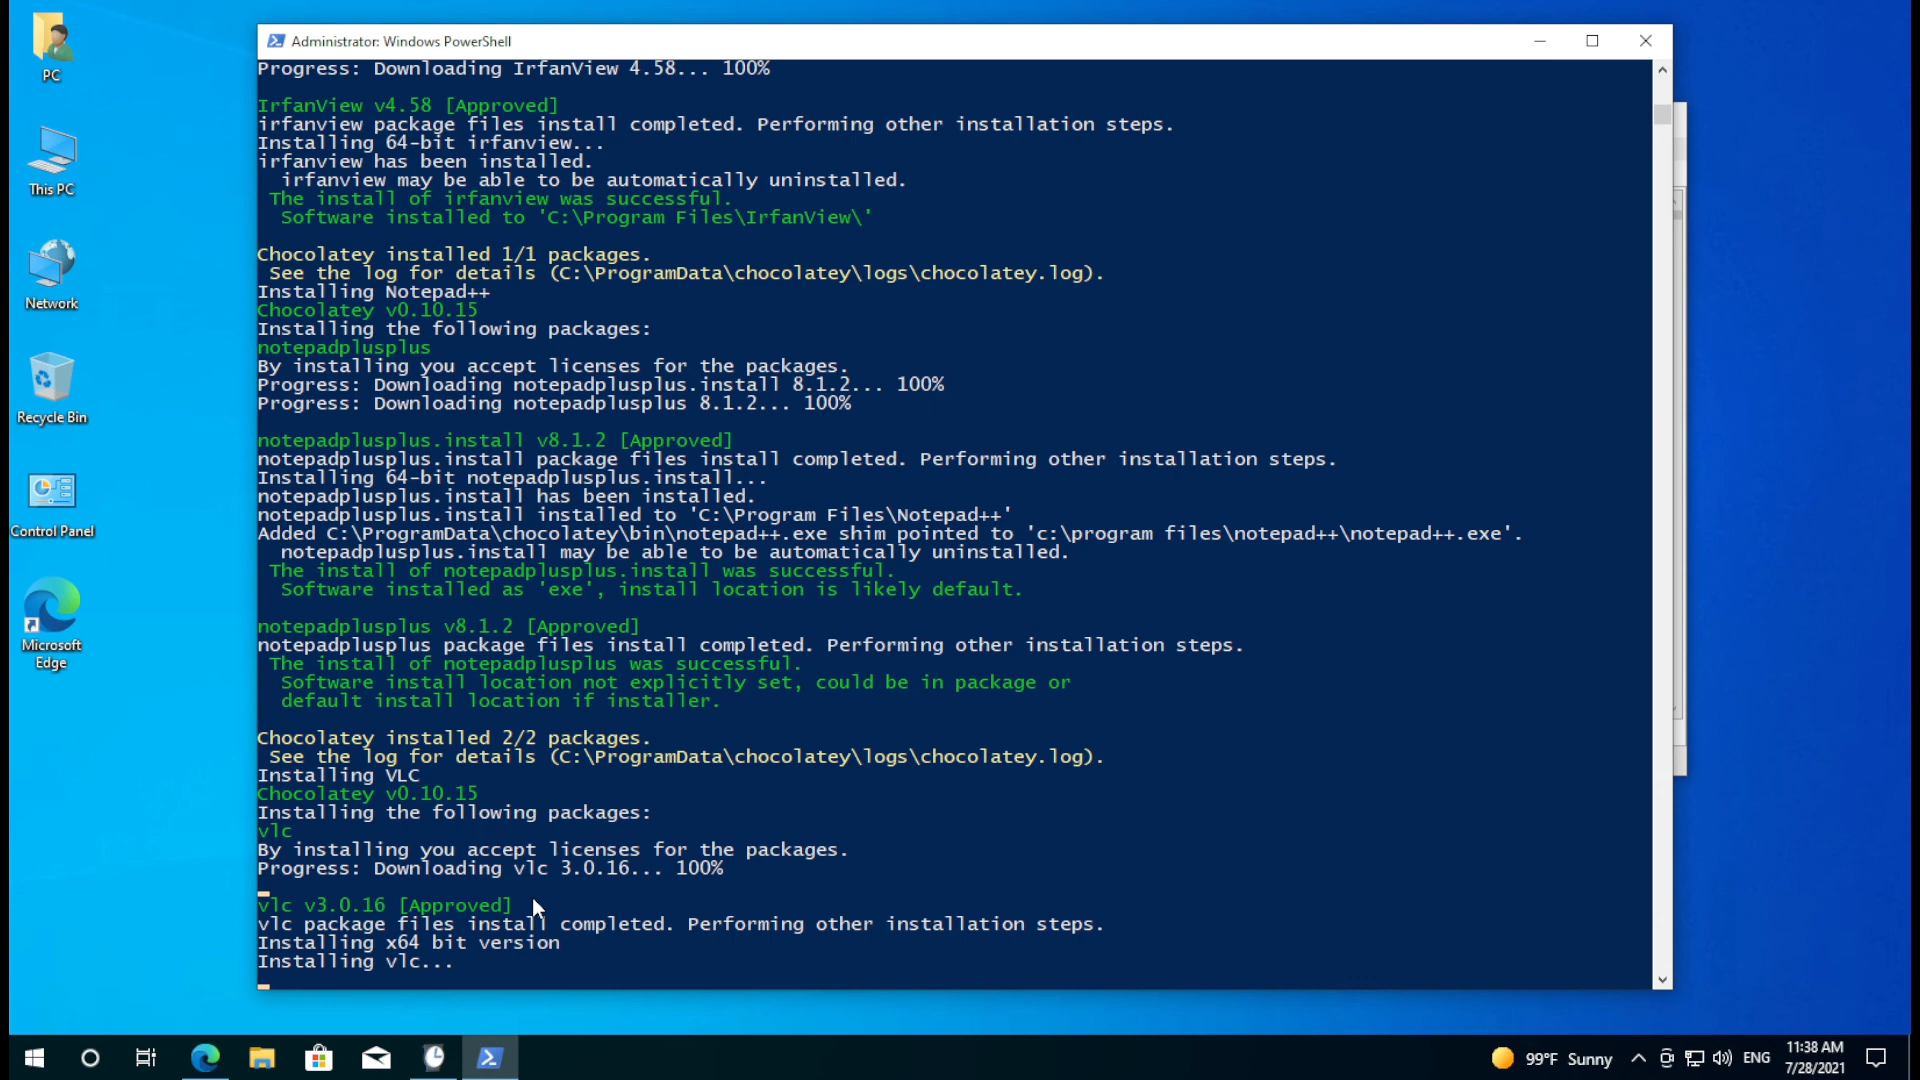 PC
This PC
Network
Recycle Bin
Control Panel
Microsoft
Edge
Administrator: Windows PowerShell
Progress: Downloading IrfanView 4.58... 100%
IrfanView v4.58 [Approved]
irfanview package files install completed. Performing other installation steps.
Installing 64-bit irfanview...
irfanview has been installed.
  irfanview may be able to be automatically uninstalled.
 The install of irfanview was successful.
  Software installed to 'C:\Program Files\IrfanView\'
Chocolatey installed 1/1 packages.
 See the log for details (C:\ProgramData\chocolatey\logs\chocolatey.log).
Installing Notepad++
Chocolatey v0.10.15
Installing the following packages:
notepadplusplus
By installing you accept licenses for the packages.
Progress: Downloading notepadplusplus.install 8.1.2... 100%
Progress: Downloading notepadplusplus 8.1.2... 100%
notepadplusplus.install v8.1.2 [Approved]
notepadplusplus.install package files install completed. Performing other installation steps.
Installing 64-bit notepadplusplus.install...
notepadplusplus.install has been installed.
notepadplusplus.install installed to 'C:\Program Files\Notepad++'
Added C:\ProgramData\chocolatey\bin\notepad++.exe shim pointed to 'c:\program files\notepad++\notepad++.exe'.
  notepadplusplus.install may be able to be automatically uninstalled.
 The install of notepadplusplus.install was successful.
  Software installed as 'exe', install location is likely default.
notepadplusplus v8.1.2 [Approved]
notepadplusplus package files install completed. Performing other installation steps.
 The install of notepadplusplus was successful.
  Software install location not explicitly set, could be in package or
  default install location if installer.
Chocolatey installed 2/2 packages.
 See the log for details (C:\ProgramData\chocolatey\logs\chocolatey.log).
Installing VLC
Chocolatey v0.10.15
Installing the following packages:
vlc
By installing you accept licenses for the packages.
Progress: Downloading vlc 3.0.16... 100%
vlc v3.0.16 [Approved]
vlc package files install completed. Performing other installation steps.
Installing x64 bit version
Installing vlc...
99°F Sunny
ENG
11:38 AM
7/28/2021